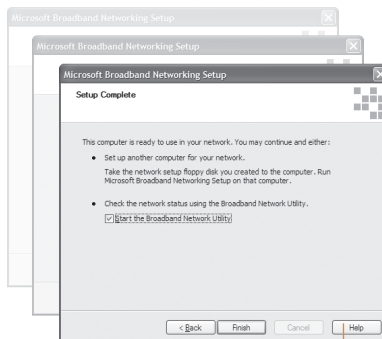 Microsoft Broadband Networking Setup
Microsoft Broadband Networking Setup
Microsoft Broadband Networking Setup
Setup Complete
This computer is ready to use in your network. You may continue and either:
• Set up another computer for your network.
Take the network setup floppy disk you created to the computer. Run
Microsoft Broadband Networking Setup on that computer.
• Check the network status using the Broadband Network Utility.
Start the Broadband Network Utility
< Back Finish Cancel Help